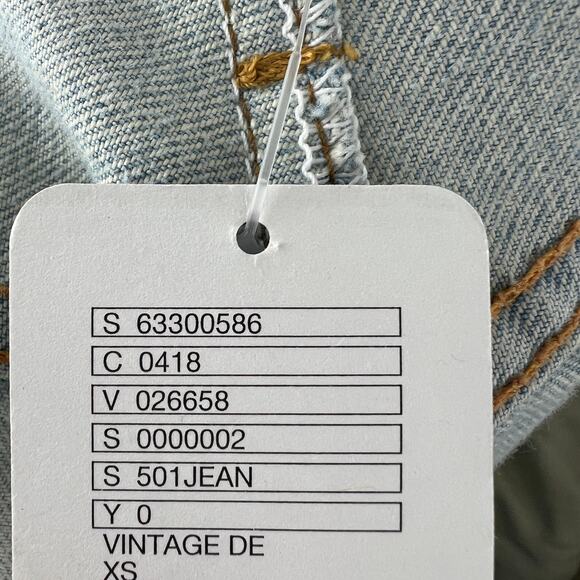 S 63300586
C 0418
V 026658
S 0000002
S 501JEAN
Y 0
VINTAGE DE
XS